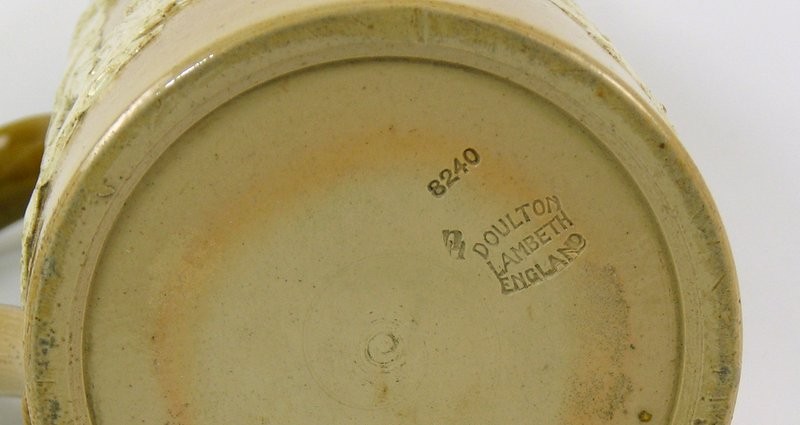 8240
DOULTON
LAMBETH
ENGLAND